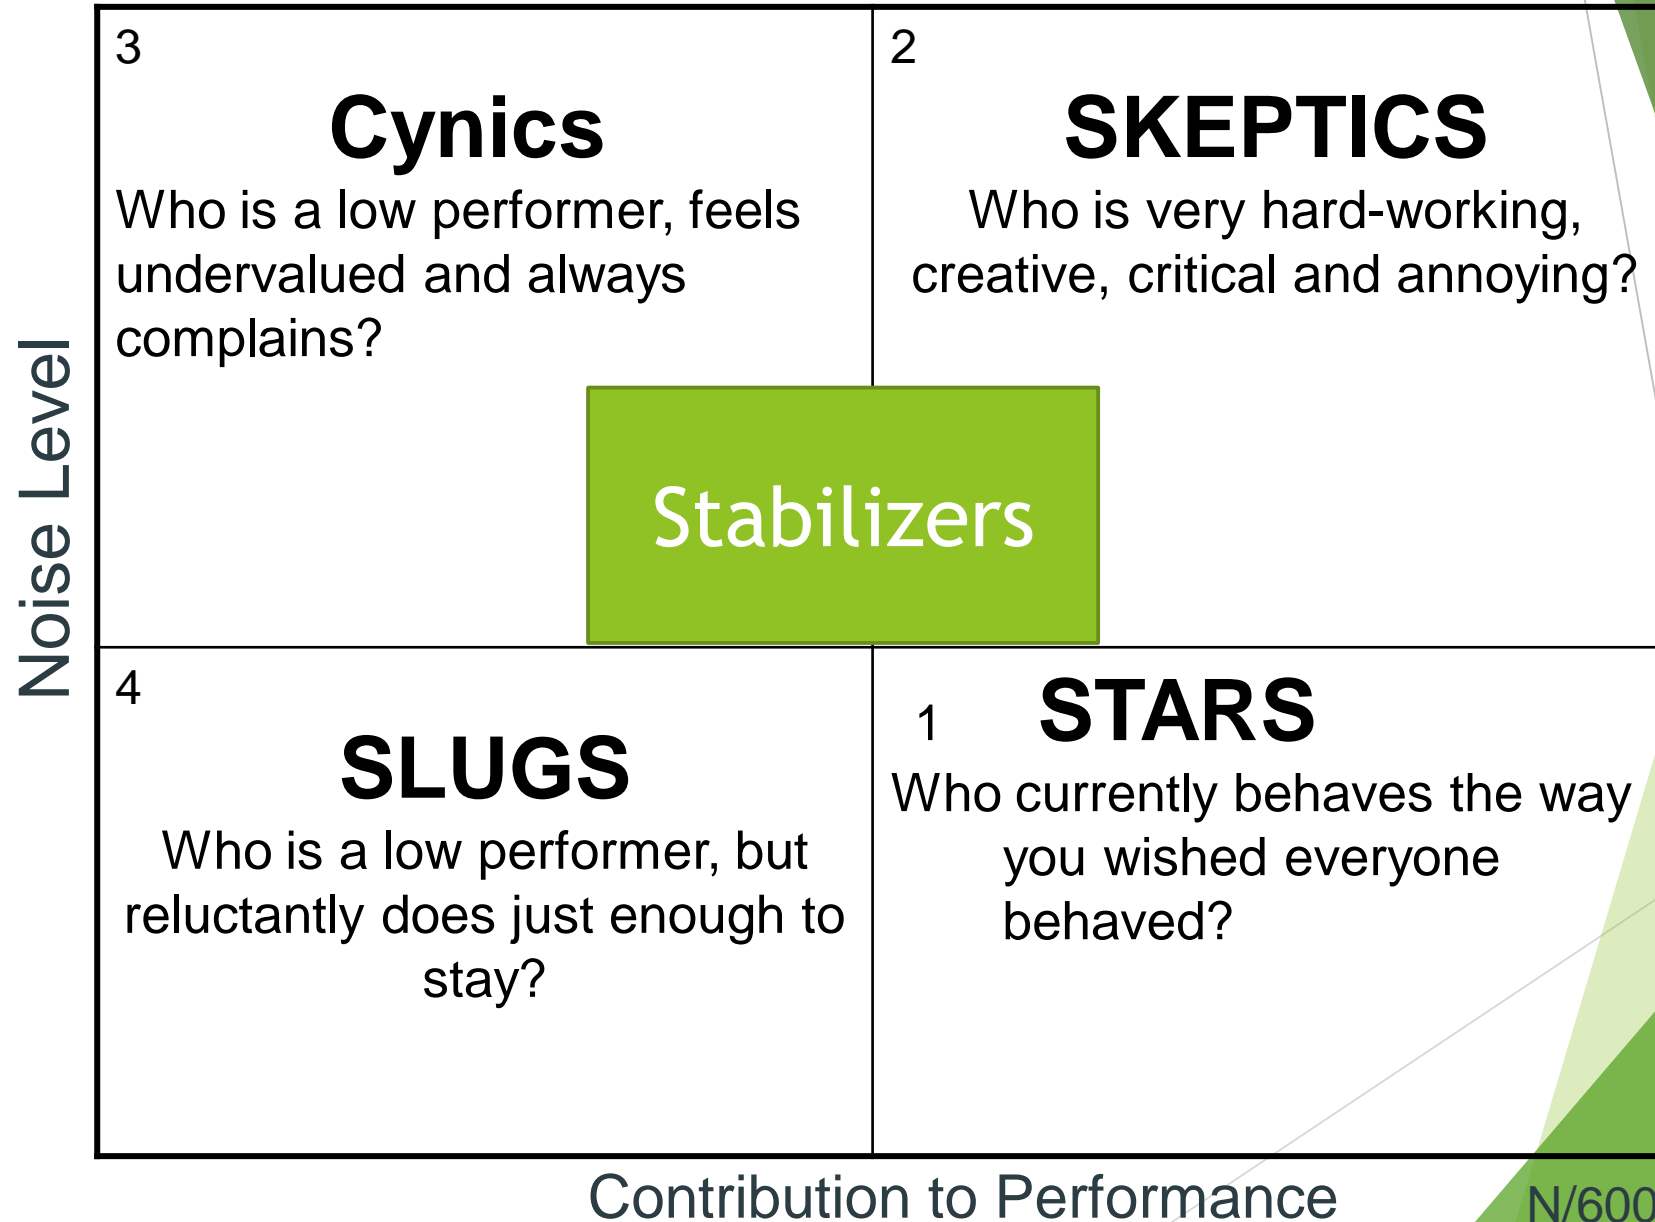 3
Cynics
Who is a low performer, feels
undervalued and always
complains?
2
SKEPTICS
Who is very hard-working,
creative, critical and annoying?
Noise Level
Stabilizers
4
SLUGS
Who is a low performer, but
reluctantly does just enough to
stay?
1 STARS
Who currently behaves the way
you wished everyone
behaved?
Contribution to Performance
N/600